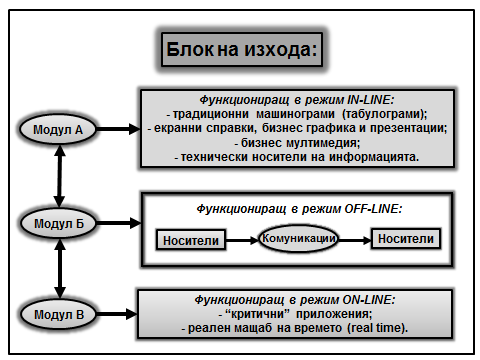 Блок на изхода:
Модул А
Функциониращ в режим IN-LINE:
- традиционни машинограми (табулограми);
- екранни справки, бизнес графика и презентации;
- бизнес мултимедия;
- технически носители на информацията.
Модул Б
Функциониращ в режим OFF-LINE:
Носители
Комуникации
Носители
Модул В
Функциониращ в режим ON-LINE:
- “критични” приложения;
- реален мащаб на времето (real time).